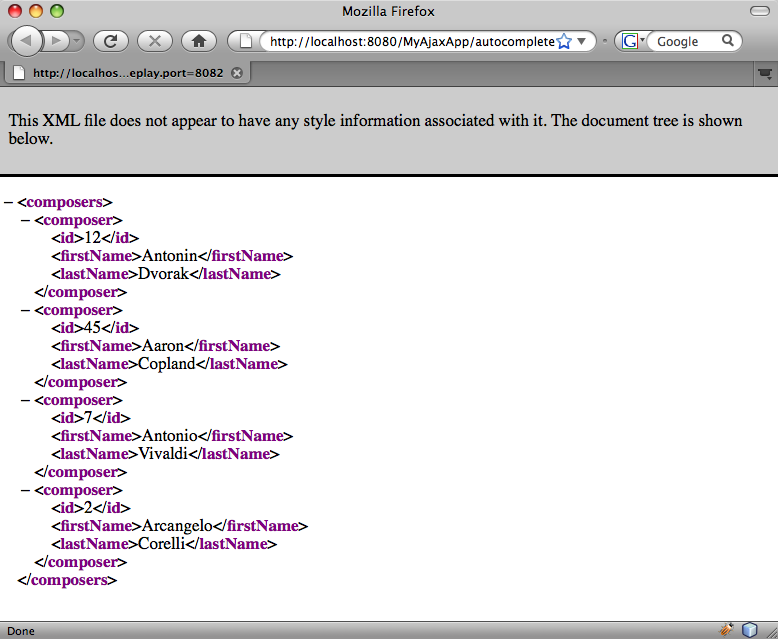 Mozilla Firefox
http://localhost:8080/MyAjaxApp/autocomplete
G Google
http://localhos...eplay.port=8082
This XML file does not appear to have any style information associated with it. The document tree is shown
below.
− <composers>
− <composer>
<id>12</id>
<firstName>Antonin</firstName>
<lastName>Dvorak</lastName>
</composer>
− <composer>
<id>45</id>
<firstName>Aaron</firstName>
<lastName>Copland</lastName>
</composer>
− <composer>
<id>7</id>
<firstName>Antonio</firstName>
<lastName>Vivaldi</lastName>
</composer>
− <composer>
<id>2</id>
<firstName>Arcangelo</firstName>
<lastName>Corelli</lastName>
</composer>
</composers>
Done